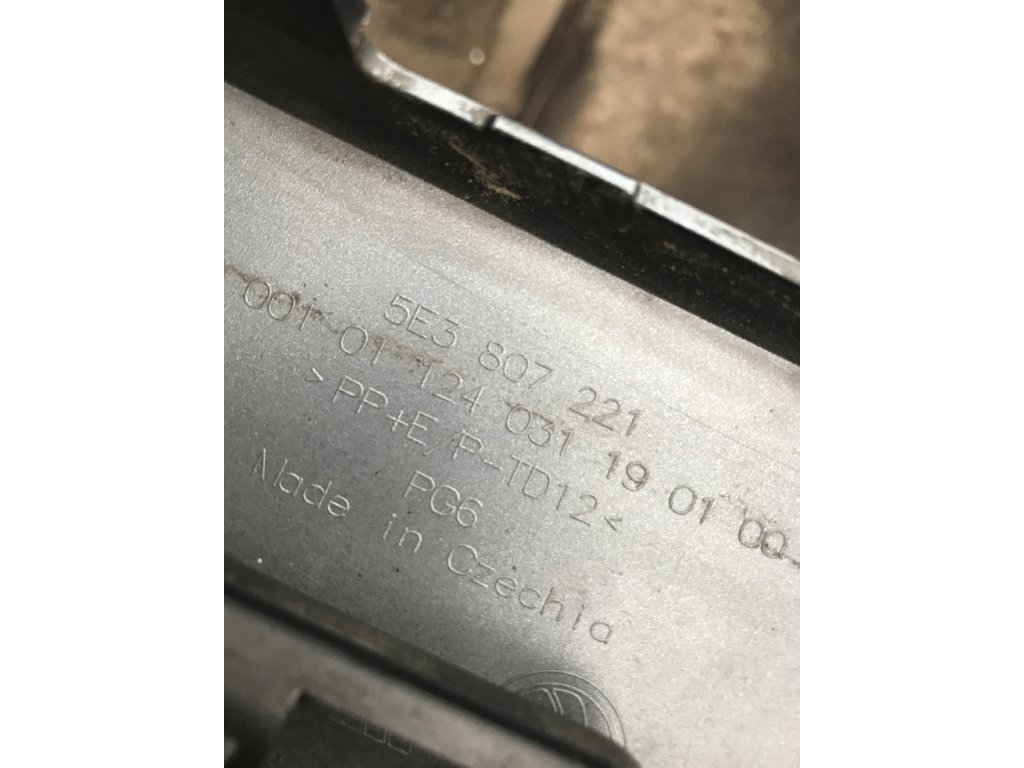 5E3 807 221
001 01 124 031 19 01 00
>PP+E/P-TD12<
PG6
Made in Czechia